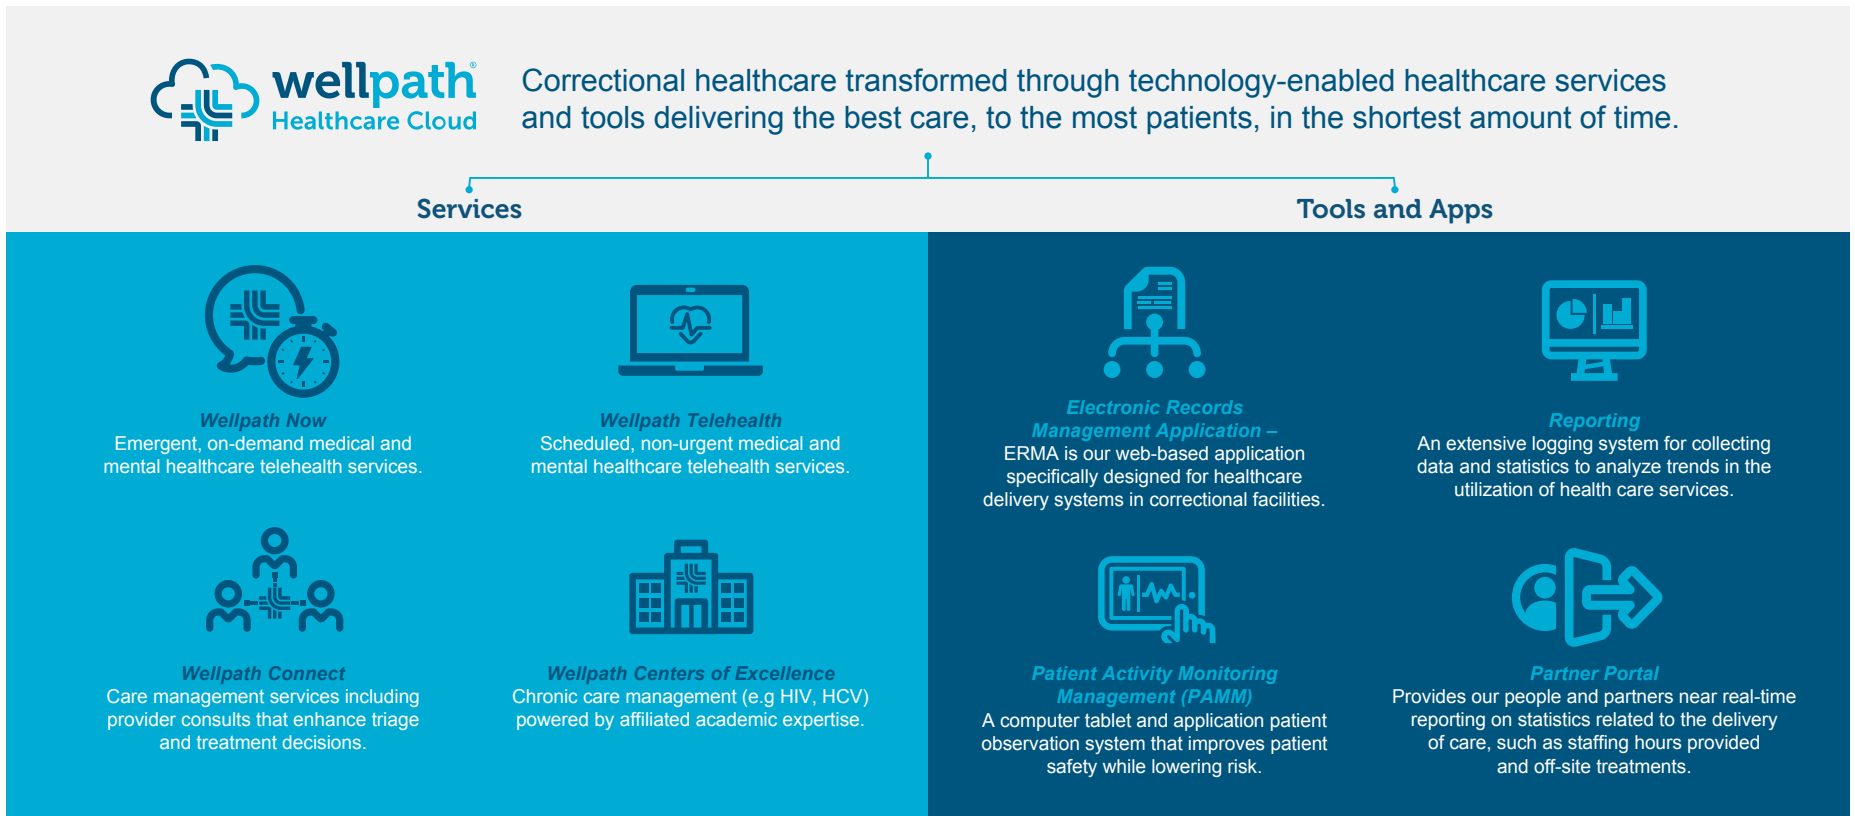 wellpath®
Healthcare Cloud
Correctional healthcare transformed through technology-enabled healthcare services
and tools delivering the best care, to the most patients, in the shortest amount of time.
Services
Tools and Apps
Wellpath Now
Emergent, on-demand medical and
mental healthcare telehealth services.
Wellpath Telehealth
Scheduled, non-urgent medical and
mental healthcare telehealth services.
Wellpath Connect
Care management services including
provider consults that enhance triage
and treatment decisions.
Wellpath Centers of Excellence
Chronic care management (e.g HIV, HCV)
powered by affiliated academic expertise.
Electronic Records
Management Application –
ERMA is our web-based application
specifically designed for healthcare
delivery systems in correctional facilities.
Reporting
An extensive logging system for collecting
data and statistics to analyze trends in the
utilization of health care services.
Patient Activity Monitoring
Management (PAMM)
A computer tablet and application patient
observation system that improves patient
safety while lowering risk.
Partner Portal
Provides our people and partners near real-time
reporting on statistics related to the delivery
of care, such as staffing hours provided
and off-site treatments.